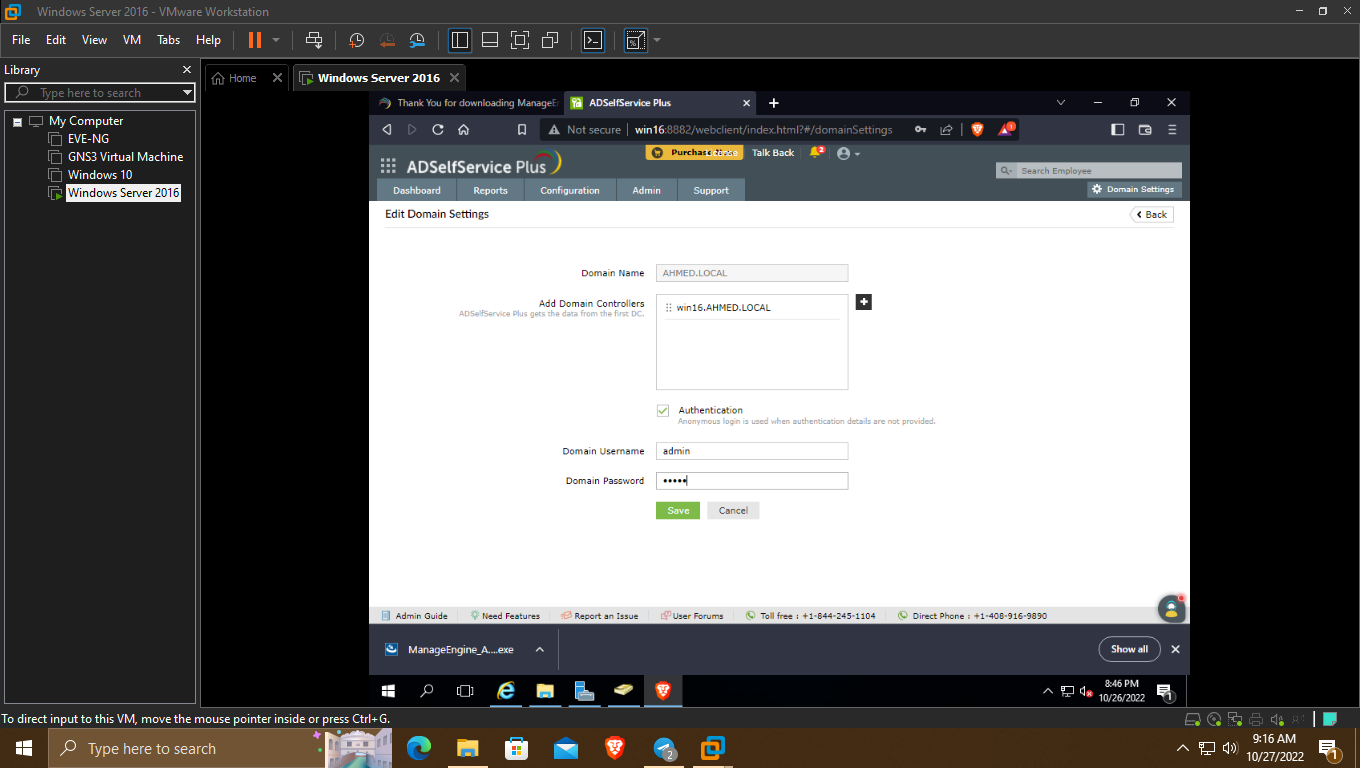 Windows Server 2016 - VMware Workstation
File Edit View VM Tabs Help
Library
Type here to search
My Computer
EVE-NG
GNS3 Virtual Machine
Windows 10
Windows Server 2016
Home
Windows Server 2016
Thank You for downloading ManageE
ADSelfService Plus
Not secure win16:8882/webclient/index.html?#/domainSettings
1
ADSelfService Plus
Purchase
Talk Back
2
Search Employee
Dashboard Reports Configuration Admin Support
Domain Settings
Edit Domain Settings
Back
Domain Name AHMED.LOCAL
Add Domain Controllers
ADSelfService Plus gets the data from the first DC.
win16.AHMED.LOCAL
Authentication
Anonymous login is used when authentication details are not provided.
Domain Username admin
Domain Password •••••
Save Cancel
Admin Guide Need Features Report an Issue User Forums Toll free : +1-844-245-1104 Direct Phone : +1-408-916-9890
ManageEngine_A....exe
Show all
8:46 PM
10/26/2022
1
To direct input to this VM, move the mouse pointer inside or press Ctrl+G.
Type here to search
2
9:16 AM
10/27/2022
1